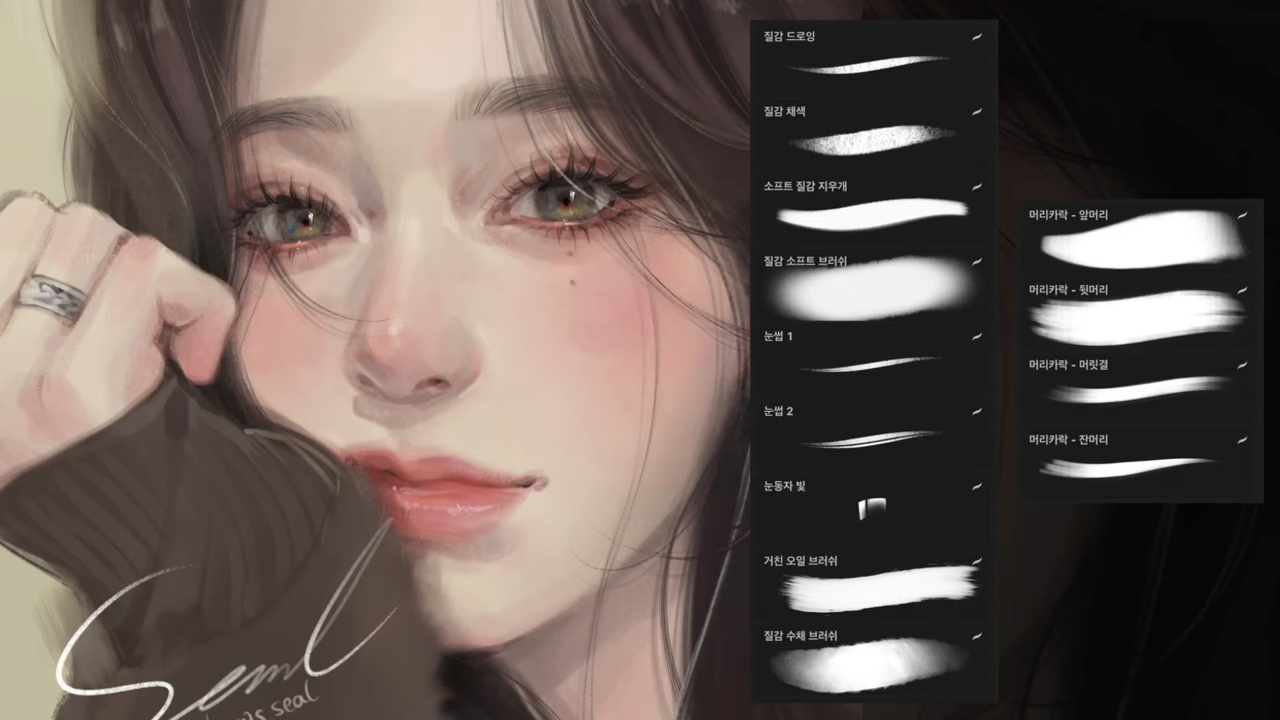 질감 드로잉
질감 채색
소프트 질감 지우개
질감 소프트 브러쉬
눈썹 1
눈썹 2
눈동자 빛
거친 오일 브러쉬
질감 수채 브러쉬
머리카락 - 앞머리
머리카락 - 뒷머리
머리카락 - 머릿결
머리카락 - 잔머리
seal